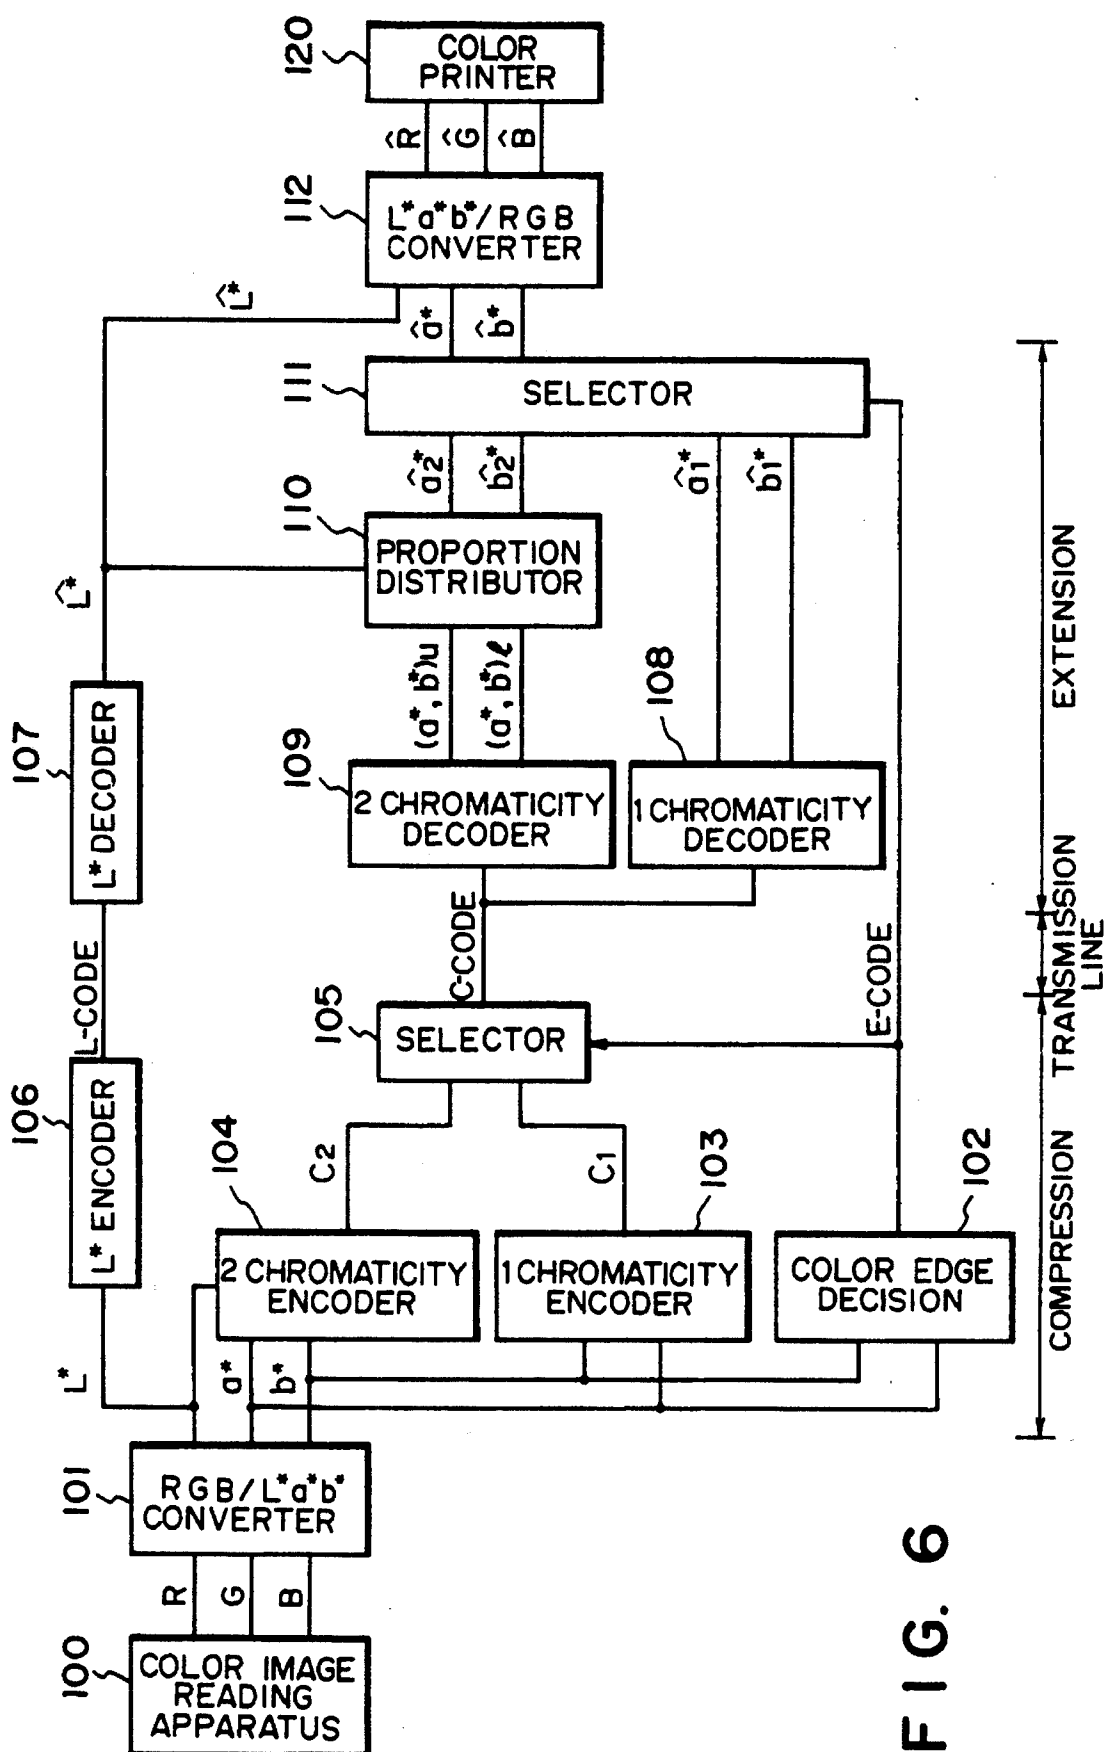 100
COLOR IMAGE
READING
APPARATUS
R
G
B
101
RGB/L*a*b*
CONVERTER
L*
a*
b*
106
L* ENCODER
104
2 CHROMATICITY
ENCODER
103
1 CHROMATICITY
ENCODER
102
COLOR EDGE
DECISION
C2
C1
105
SELECTOR
L-CODE
C-CODE
E-CODE
107
L* DECODER
109
2 CHROMATICITY
DECODER
108
1 CHROMATICITY
DECODER
L̂*
(a*, b*)u
(a*, b*)ℓ
110
PROPORTION
DISTRIBUTOR
â2*
b̂2*
â1*
b̂1*
111
SELECTOR
L̂*
â*
b̂*
112
L*a*b*/RGB
CONVERTER
R̂
Ĝ
B̂
120
COLOR
PRINTER
COMPRESSION
TRANSMISSION
LINE
EXTENSION
FIG. 6